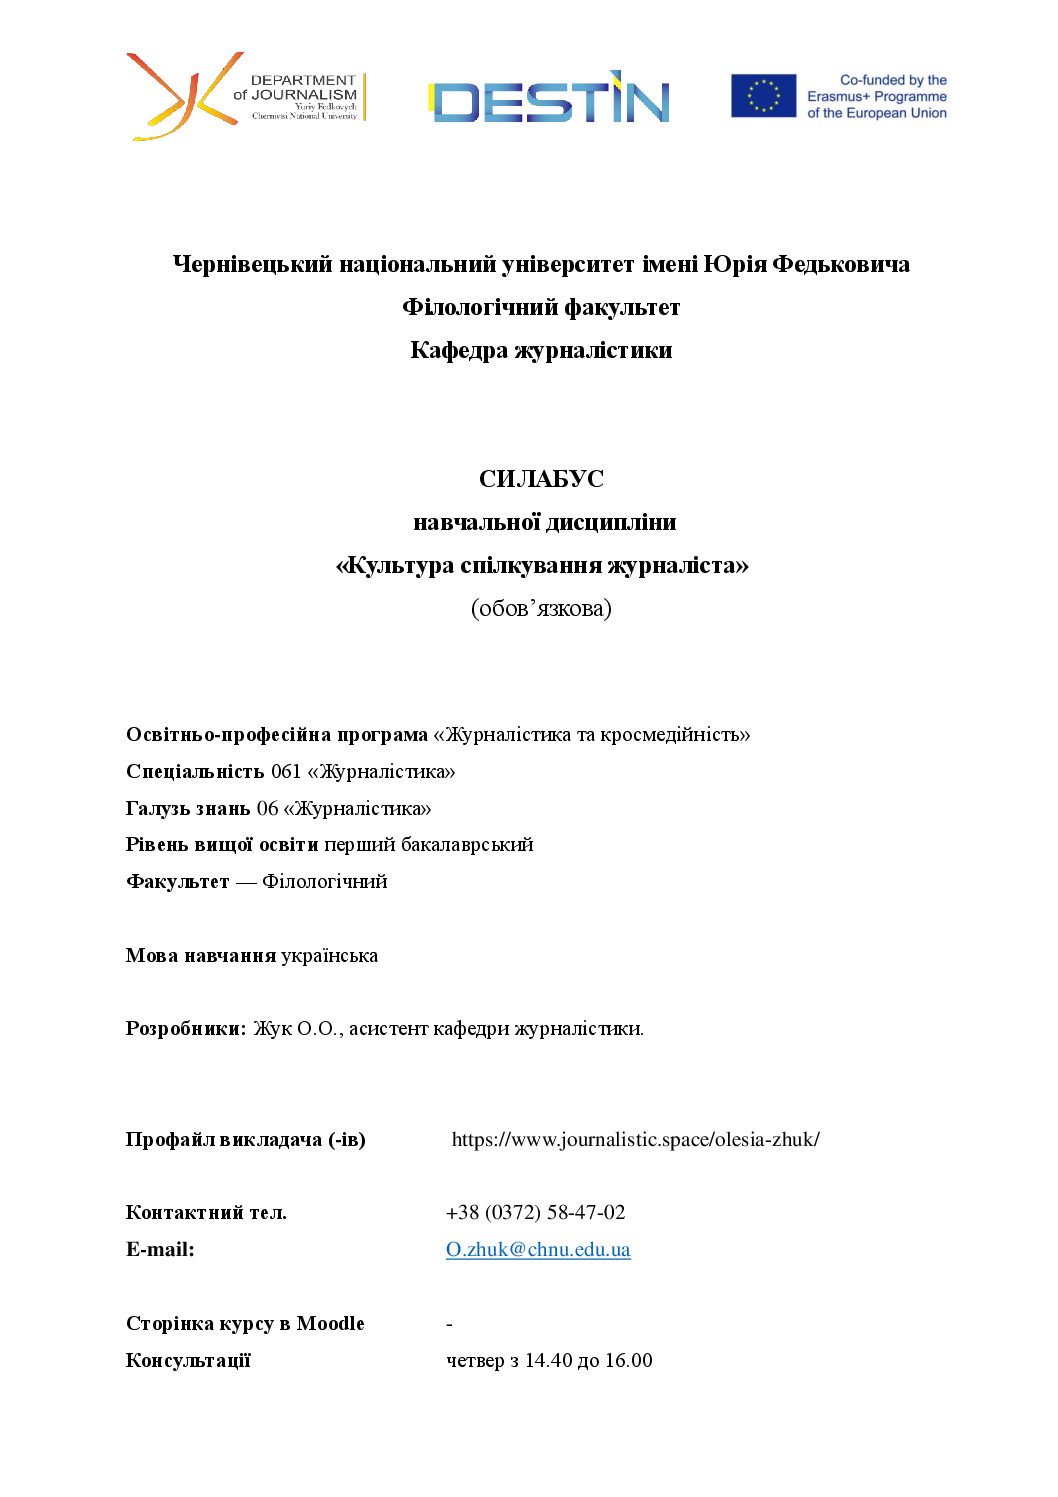 DEPARTMENT
of JOURNALISM
Yuriy Fedkovych
Chernivtsi National University
DESTIN
Co-funded by the
Erasmus+ Programme
of the European Union
Чернівецький національний університет імені Юрія Федьковича
Філологічний факультет
Кафедра журналістики
СИЛАБУС
навчальної дисципліни
«Культура спілкування журналіста»
(обов’язкова)
Освітньо-професійна програма «Журналістика та кросмедійність»
Спеціальність 061 «Журналістика»
Галузь знань 06 «Журналістика»
Рівень вищої освіти перший бакалаврський
Факультет — Філологічний
Мова навчання українська
Розробники: Жук О.О., асистент кафедри журналістики.
Профайл викладача (-ів) https://www.journalistic.space/olesia-zhuk/
Контактний тел. +38 (0372) 58-47-02
E-mail: O.zhuk@chnu.edu.ua
Сторінка курсу в Moodle -
Консультації четвер з 14.40 до 16.00